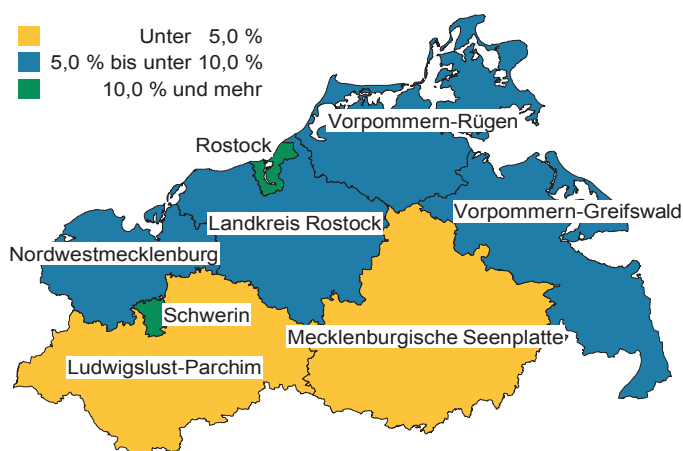 Unter 5,0 %
5,0 % bis unter 10,0 %
10,0 % und mehr
Vorpommern-Rügen
Rostock
Vorpommern-Greifswald
Landkreis Rostock
Nordwestmecklenburg
Schwerin
Mecklenburgische Seenplatte
Ludwigslust-Parchim